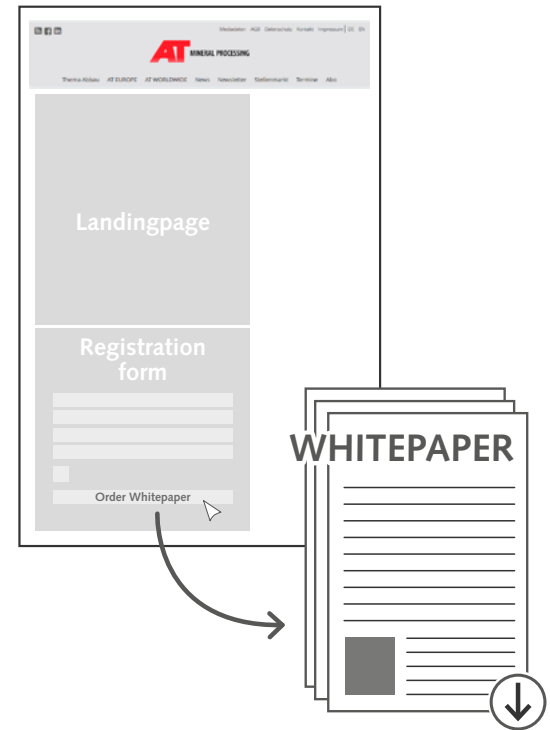 Mediadaten AGB Datenschutz Kontakt Impressum DE EN
AT MINERAL PROCESSING
Thema Abbau AT EUROPE AT WORLDWIDE News Newsletter Stellenmarkt Termine Abo
Landingpage
Registration
form
Order Whitepaper
WHITEPAPER